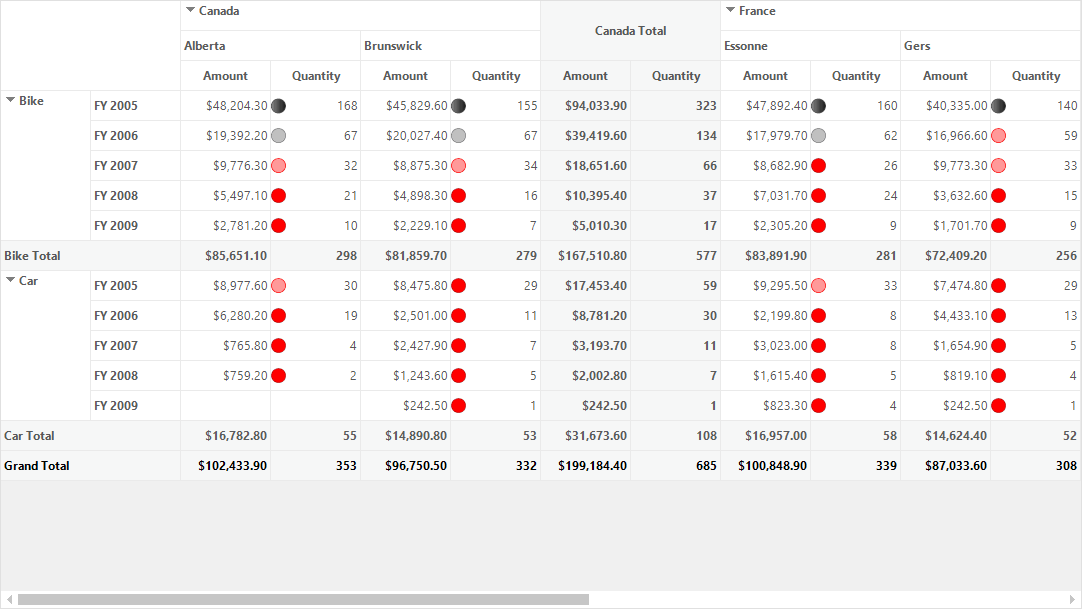 Canada Canada Total France
Alberta Brunswick Essonne Gers
Amount Quantity Amount Quantity Amount Quantity Amount Quantity Amount Quantity
Bike FY 2005 $48,204.30 168 $45,829.60 155 $94,033.90 323 $47,892.40 160 $40,335.00 140
FY 2006 $19,392.20 67 $20,027.40 67 $39,419.60 134 $17,979.70 62 $16,966.60 59
FY 2007 $9,776.30 32 $8,875.30 34 $18,651.60 66 $8,682.90 26 $9,773.30 33
FY 2008 $5,497.10 21 $4,898.30 16 $10,395.40 37 $7,031.70 24 $3,632.60 15
FY 2009 $2,781.20 10 $2,229.10 7 $5,010.30 17 $2,305.20 9 $1,701.70 9
Bike Total $85,651.10 298 $81,859.70 279 $167,510.80 577 $83,891.90 281 $72,409.20 256
Car FY 2005 $8,977.60 30 $8,475.80 29 $17,453.40 59 $9,295.50 33 $7,474.80 29
FY 2006 $6,280.20 19 $2,501.00 11 $8,781.20 30 $2,199.80 8 $4,433.10 13
FY 2007 $765.80 4 $2,427.90 7 $3,193.70 11 $3,023.00 8 $1,654.90 5
FY 2008 $759.20 2 $1,243.60 5 $2,002.80 7 $1,615.40 5 $819.10 4
FY 2009 $242.50 1 $242.50 1 $823.30 4 $242.50 1
Car Total $16,782.80 55 $14,890.80 53 $31,673.60 108 $16,957.00 58 $14,624.40 52
Grand Total $102,433.90 353 $96,750.50 332 $199,184.40 685 $100,848.90 339 $87,033.60 308